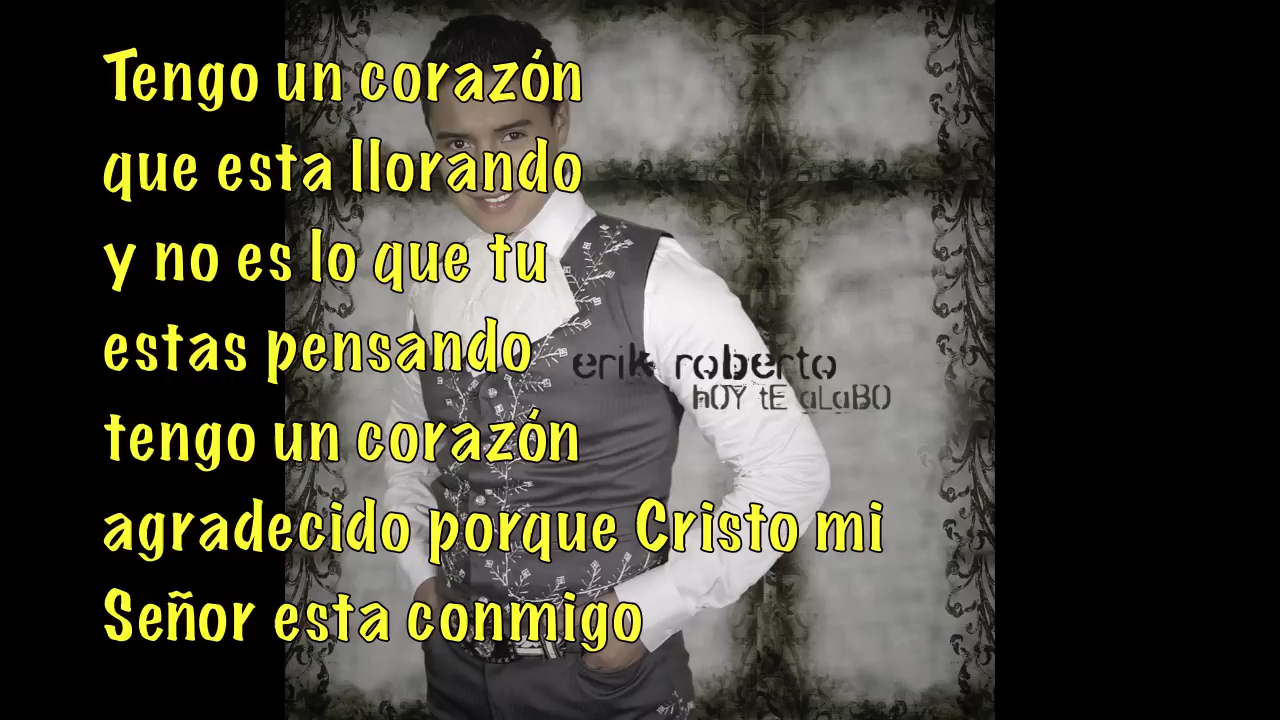 Tengo un corazón
que esta llorando
y no es lo que tu
estas pensando
erik roberto
hOY tE aLaBO
tengo un corazón
agradecido porque Cristo mi
Señor esta conmigo